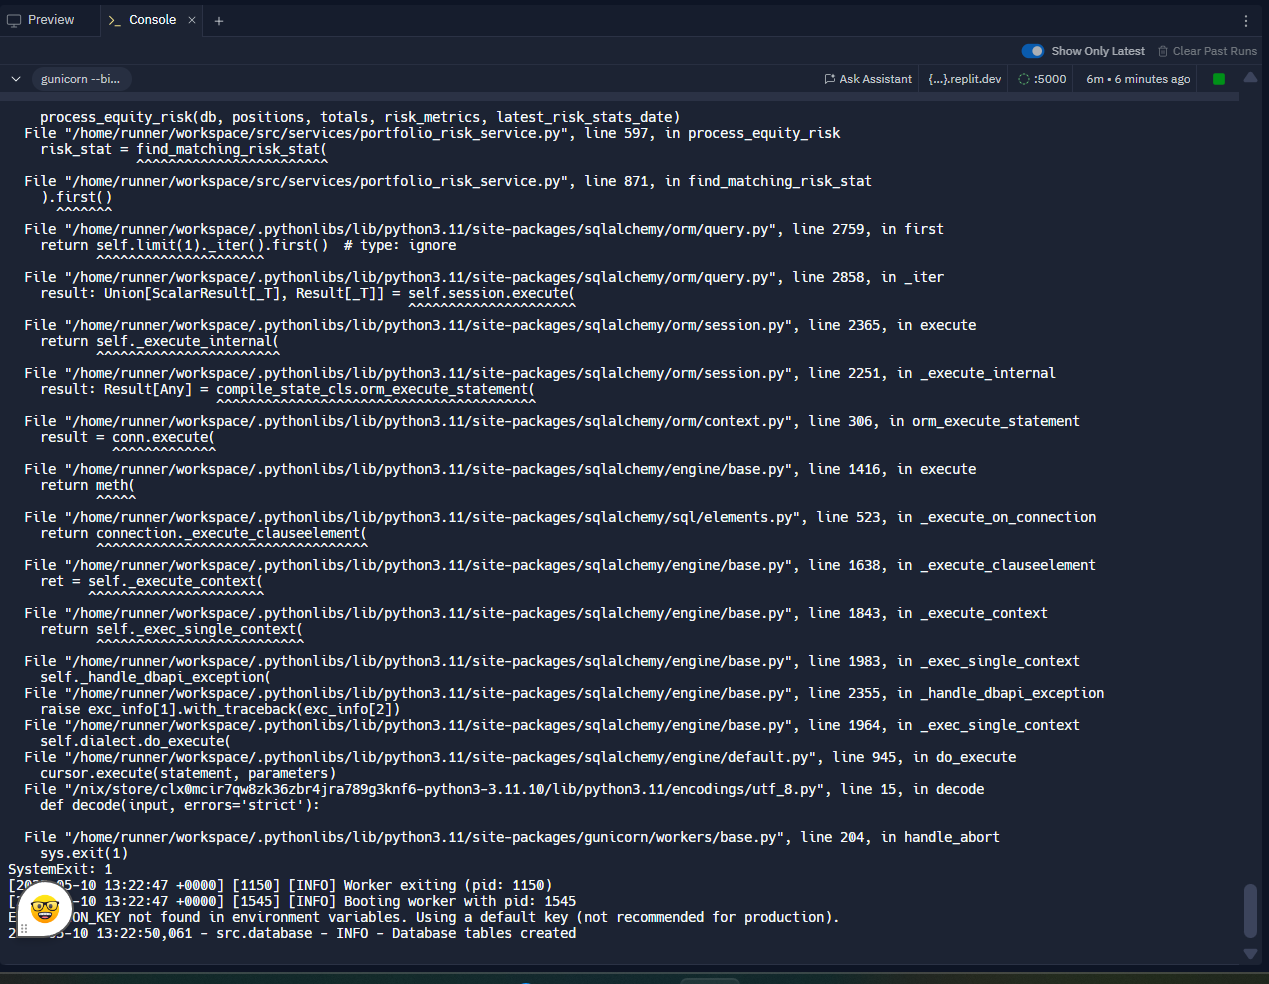 Preview
Console
Show Only Latest
Clear Past Runs
gunicorn --bi...
Ask Assistant
{...}.replit.dev
:5000
6m • 6 minutes ago
process_equity_risk(db, positions, totals, risk_metrics, latest_risk_stats_date)
File "/home/runner/workspace/src/services/portfolio_risk_service.py", line 597, in process_equity_risk
risk_stat = find_matching_risk_stat(
^^^^^^^^^^^^^^^^^^^^^^^^
File "/home/runner/workspace/src/services/portfolio_risk_service.py", line 871, in find_matching_risk_stat
).first()
^^^^^^^
File "/home/runner/workspace/.pythonlibs/lib/python3.11/site-packages/sqlalchemy/orm/query.py", line 2759, in first
return self.limit(1)._iter().first()  # type: ignore
^^^^^^^^^^^^^^^^^^^^^
File "/home/runner/workspace/.pythonlibs/lib/python3.11/site-packages/sqlalchemy/orm/query.py", line 2858, in _iter
result: Union[ScalarResult[_T], Result[_T]] = self.session.execute(
^^^^^^^^^^^^^^^^^^^^^
File "/home/runner/workspace/.pythonlibs/lib/python3.11/site-packages/sqlalchemy/orm/session.py", line 2365, in execute
return self._execute_internal(
^^^^^^^^^^^^^^^^^^^^^^^
File "/home/runner/workspace/.pythonlibs/lib/python3.11/site-packages/sqlalchemy/orm/session.py", line 2251, in _execute_internal
result: Result[Any] = compile_state_cls.orm_execute_statement(
^^^^^^^^^^^^^^^^^^^^^^^^^^^^^^^^^^^^^^^^
File "/home/runner/workspace/.pythonlibs/lib/python3.11/site-packages/sqlalchemy/orm/context.py", line 306, in orm_execute_statement
result = conn.execute(
^^^^^^^^^^^^^
File "/home/runner/workspace/.pythonlibs/lib/python3.11/site-packages/sqlalchemy/engine/base.py", line 1416, in execute
return meth(
^^^^^
File "/home/runner/workspace/.pythonlibs/lib/python3.11/site-packages/sqlalchemy/sql/elements.py", line 523, in _execute_on_connection
return connection._execute_clauseelement(
^^^^^^^^^^^^^^^^^^^^^^^^^^^^^^^^^^
File "/home/runner/workspace/.pythonlibs/lib/python3.11/site-packages/sqlalchemy/engine/base.py", line 1638, in _execute_clauseelement
ret = self._execute_context(
^^^^^^^^^^^^^^^^^^^^^^
File "/home/runner/workspace/.pythonlibs/lib/python3.11/site-packages/sqlalchemy/engine/base.py", line 1843, in _execute_context
return self._exec_single_context(
^^^^^^^^^^^^^^^^^^^^^^^^^^
File "/home/runner/workspace/.pythonlibs/lib/python3.11/site-packages/sqlalchemy/engine/base.py", line 1983, in _exec_single_context
self._handle_dbapi_exception(
File "/home/runner/workspace/.pythonlibs/lib/python3.11/site-packages/sqlalchemy/engine/base.py", line 2355, in _handle_dbapi_exception
raise exc_info[1].with_traceback(exc_info[2])
File "/home/runner/workspace/.pythonlibs/lib/python3.11/site-packages/sqlalchemy/engine/base.py", line 1964, in _exec_single_context
self.dialect.do_execute(
File "/home/runner/workspace/.pythonlibs/lib/python3.11/site-packages/sqlalchemy/engine/default.py", line 945, in do_execute
cursor.execute(statement, parameters)
File "/nix/store/clx0mcir7qw8zk36zbr4jra789g3knf6-python3-3.11.10/lib/python3.11/encodings/utf_8.py", line 15, in decode
def decode(input, errors='strict'):
File "/home/runner/workspace/.pythonlibs/lib/python3.11/site-packages/gunicorn/workers/base.py", line 204, in handle_abort
sys.exit(1)
SystemExit: 1
05-10 13:22:47 +0000] [1150] [INFO] Worker exiting (pid: 1150)
-10 13:22:47 +0000] [1545] [INFO] Booting worker with pid: 1545
ON_KEY not found in environment variables. Using a default key (not recommended for production).
-10 13:22:50,061 - src.database - INFO - Database tables created